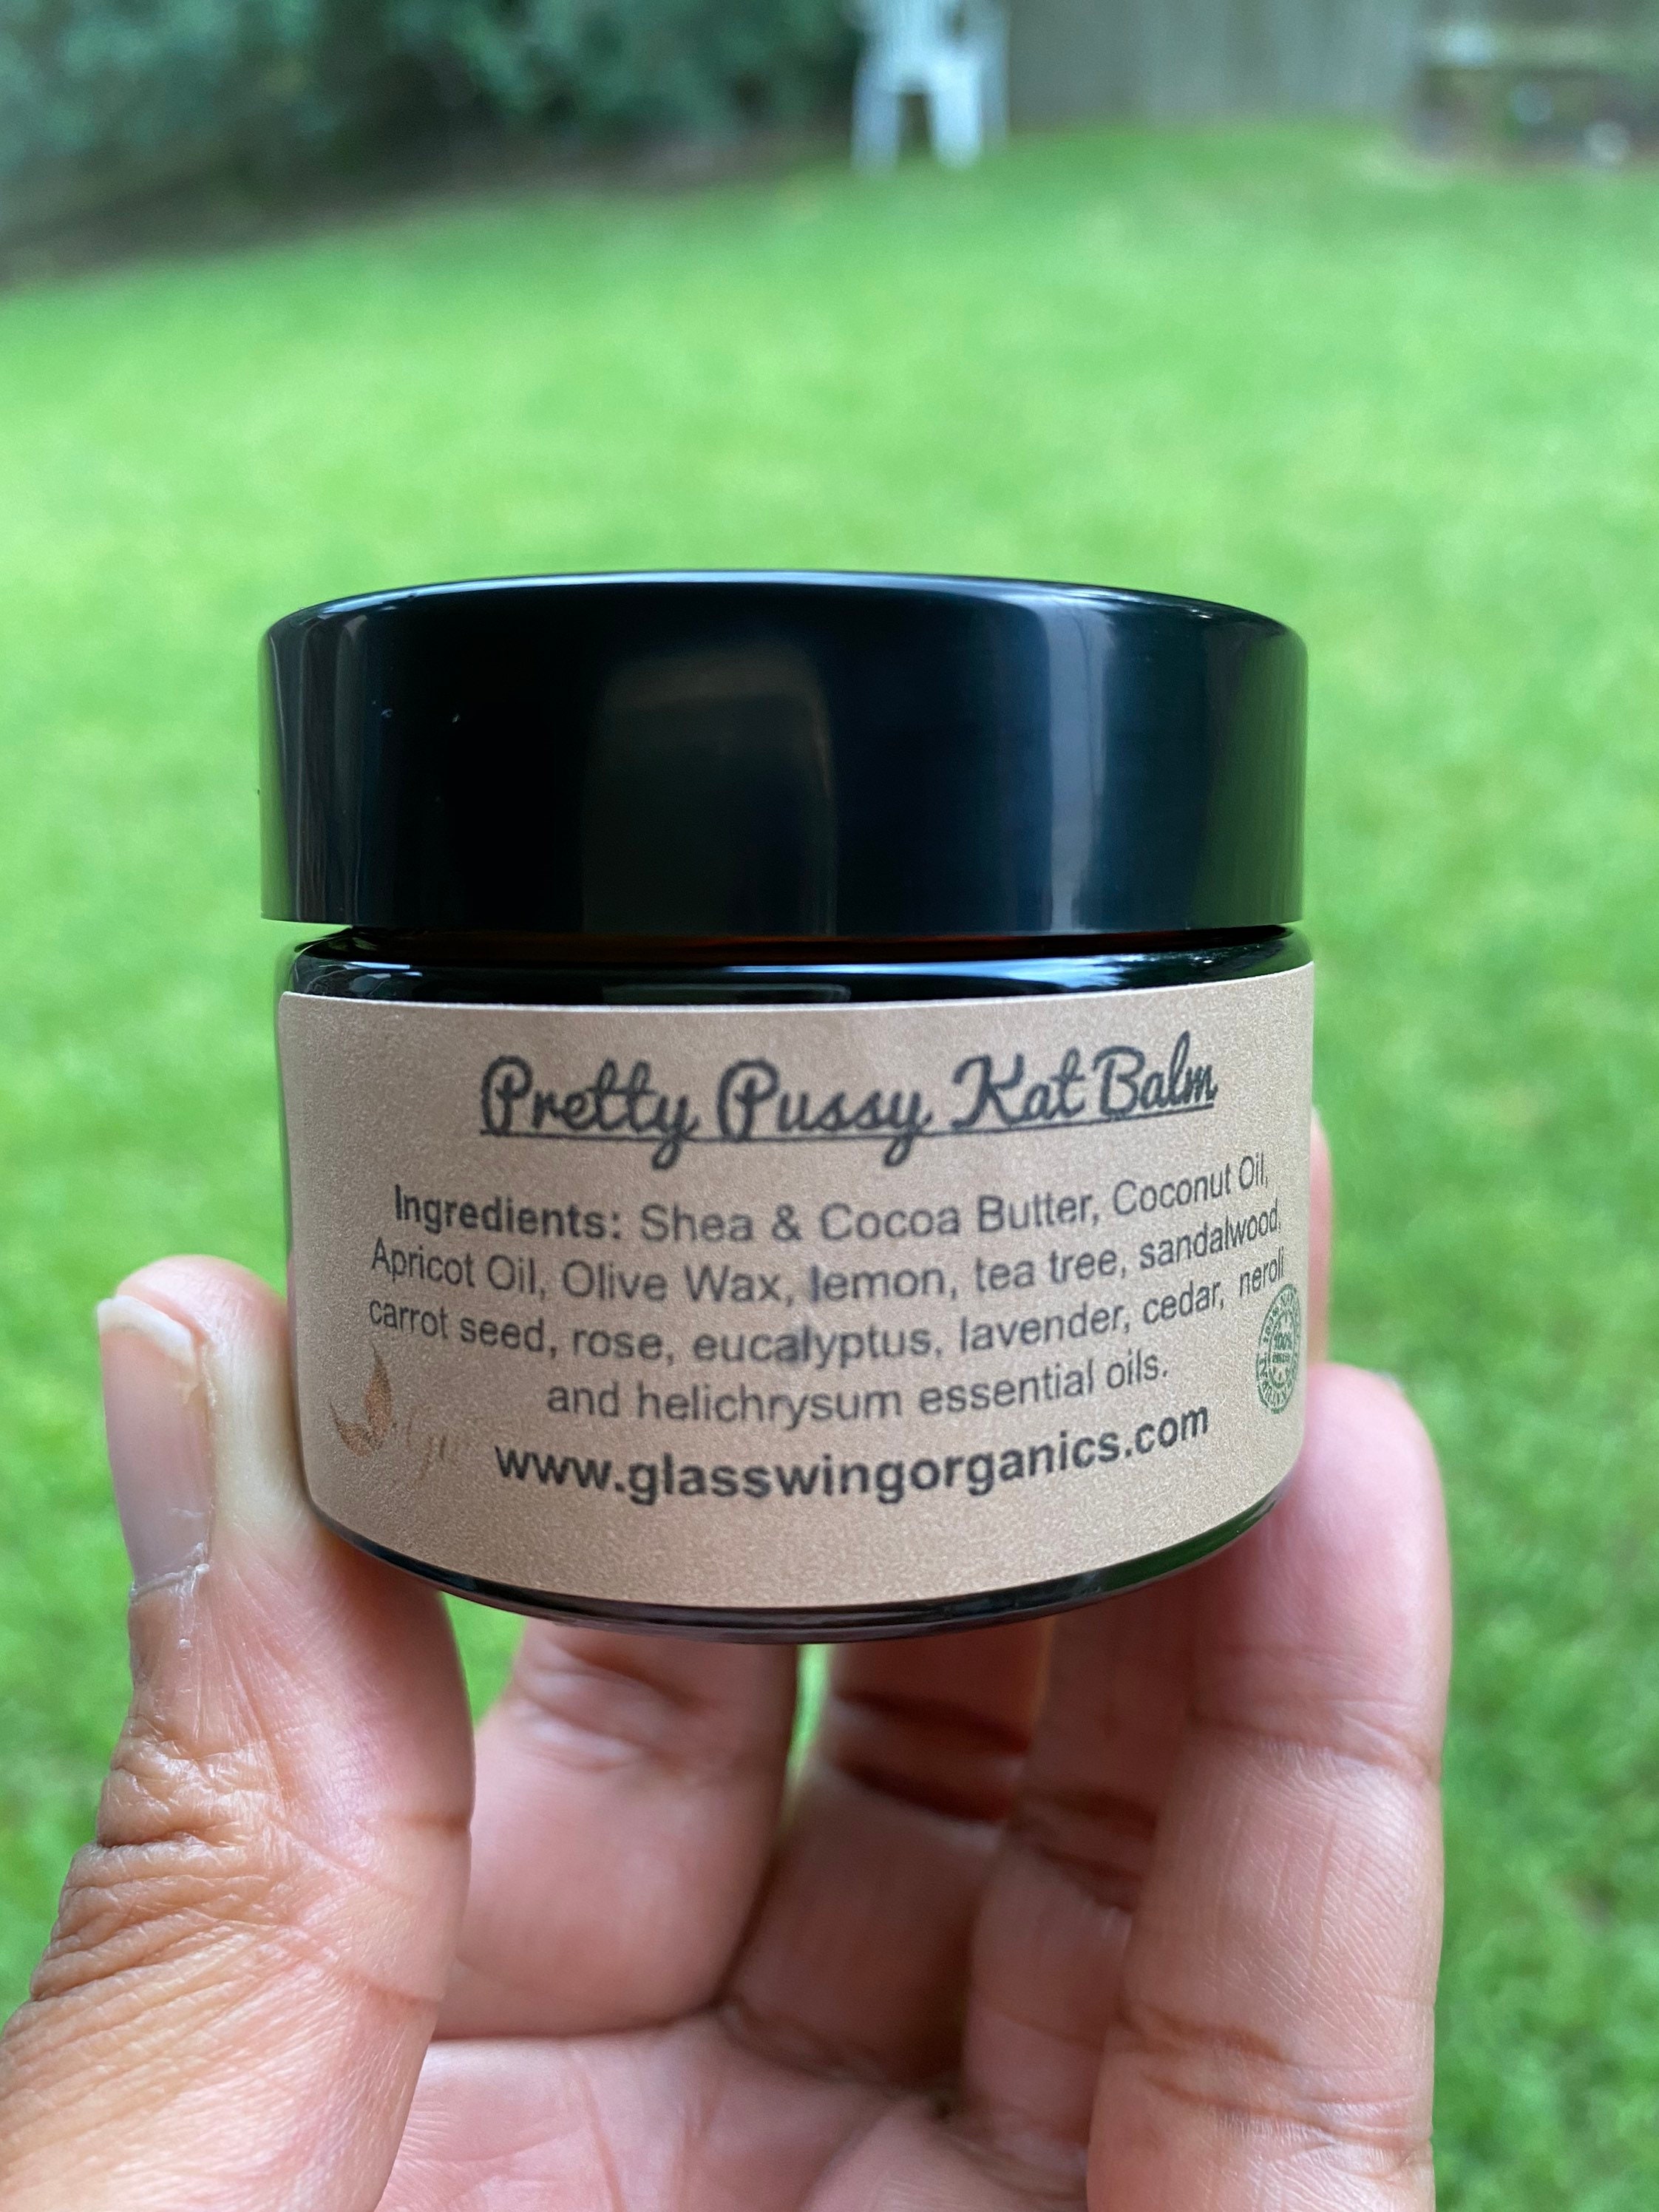 Pretty Pussy Kat Balm
Ingredients: Shea & Cocoa Butter, Coconut Oil,
Apricot Oil, Olive Wax, lemon, tea tree, sandalwood,
carrot seed, rose, eucalyptus, lavender, cedar, neroli
and helichrysum essential oils.
www.glasswingorganics.com
100%